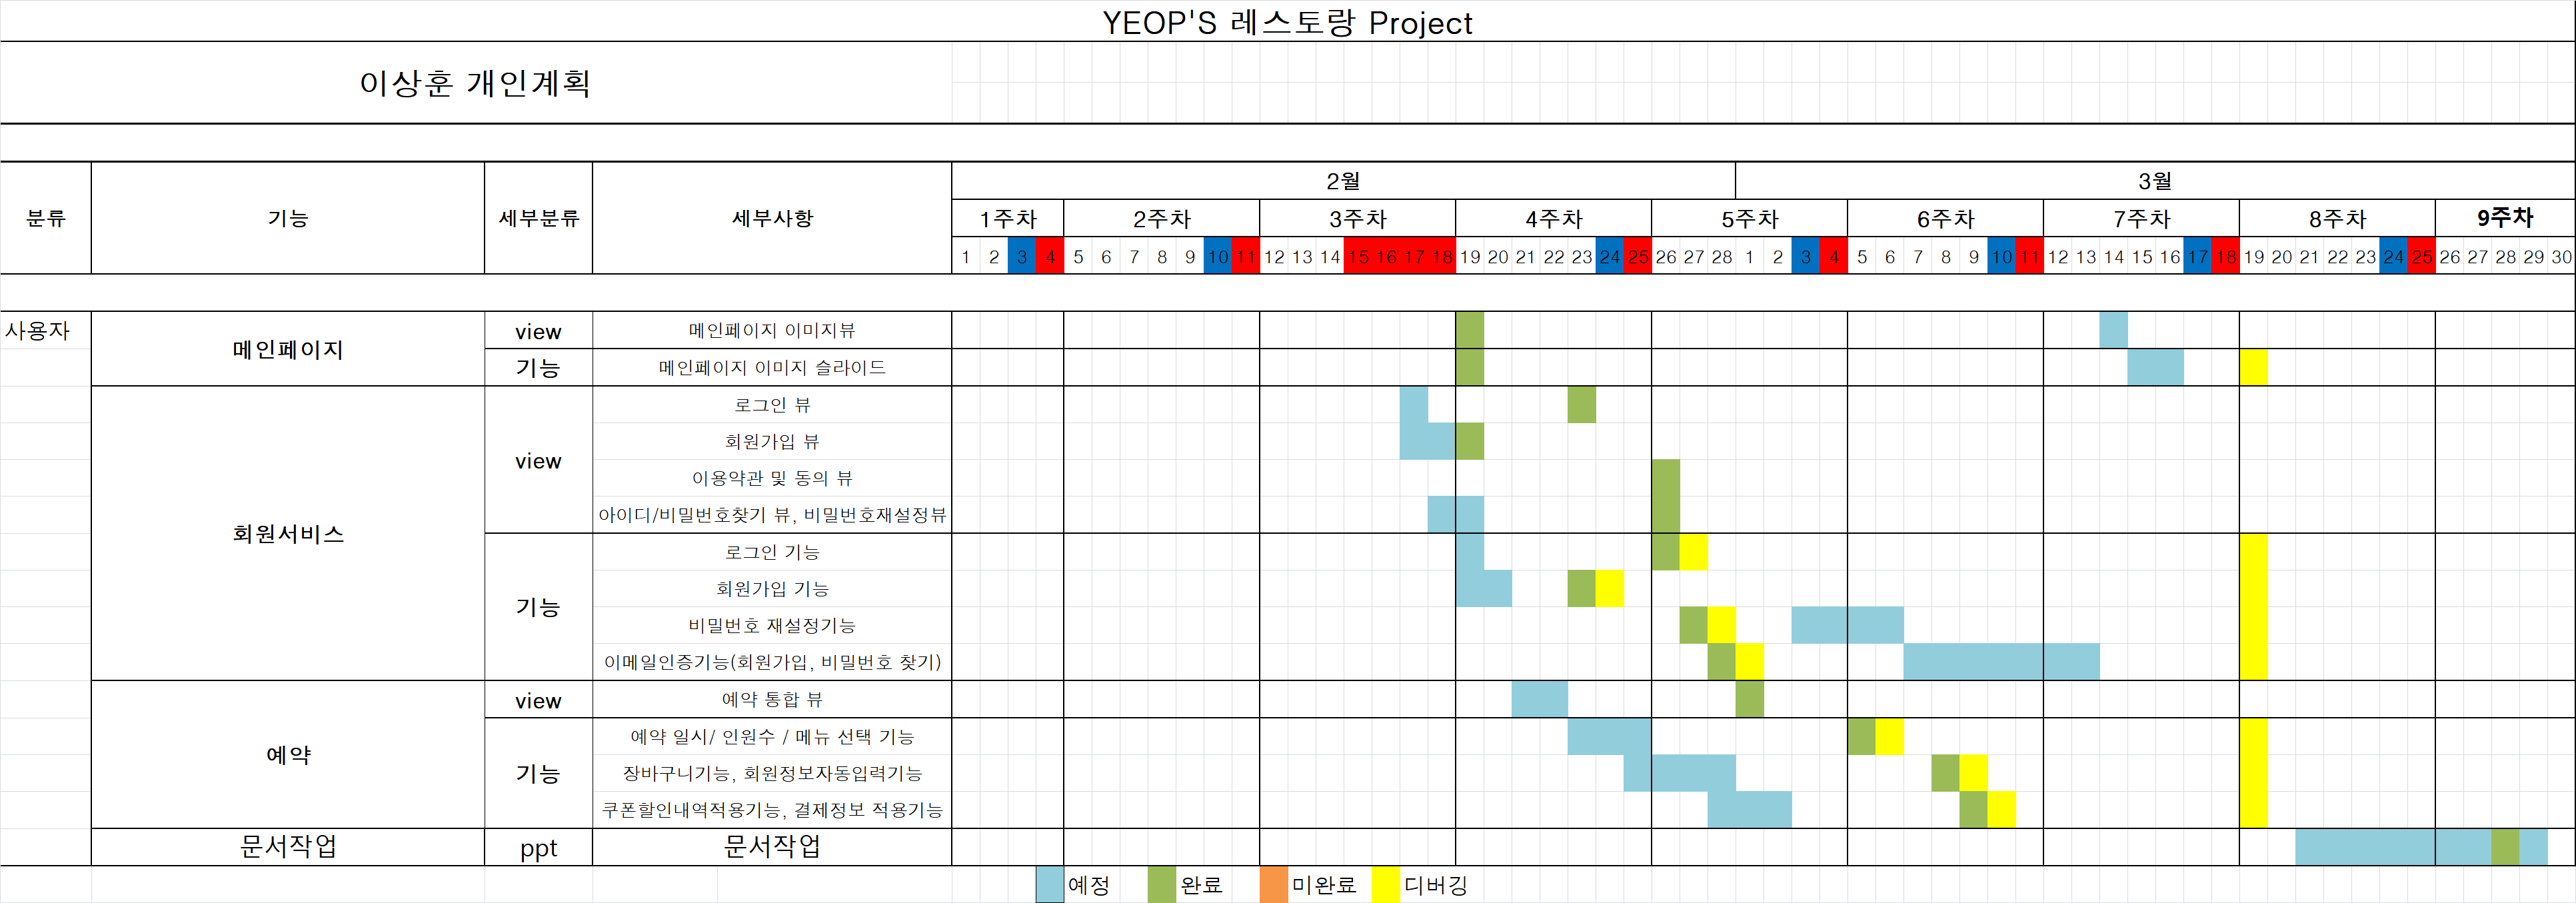 YEOP'S 레스토랑 Project
이상훈 개인계획
분류 기능 세부분류 세부사항 2월 3월
1주차 2주차 3주차 4주차 5주차 6주차 7주차 8주차 9주차
1 2 3 4 5 6 7 8 9 10 11 12 13 14 15 16 17 18 19 20 21 22 23 24 25 26 27 28 1 2 3 4 5 6 7 8 9 10 11 12 13 14 15 16 17 18 19 20 21 22 23 24 25 26 27 28 29 30
사용자 메인페이지 view 메인페이지 이미지뷰
기능 메인페이지 이미지 슬라이드
회원서비스 view 로그인 뷰
회원가입 뷰
이용약관 및 동의 뷰
아이디/비밀번호찾기 뷰, 비밀번호재설정뷰
기능 로그인 기능
회원가입 기능
비밀번호 재설정기능
이메일인증기능(회원가입, 비밀번호 찾기)
예약 view 예약 통합 뷰
기능 예약 일시/ 인원수 / 메뉴 선택 기능
장바구니기능, 회원정보자동입력기능
쿠폰할인내역적용기능, 결제정보 적용기능
문서작업 ppt 문서작업
예정 완료 미완료 디버깅